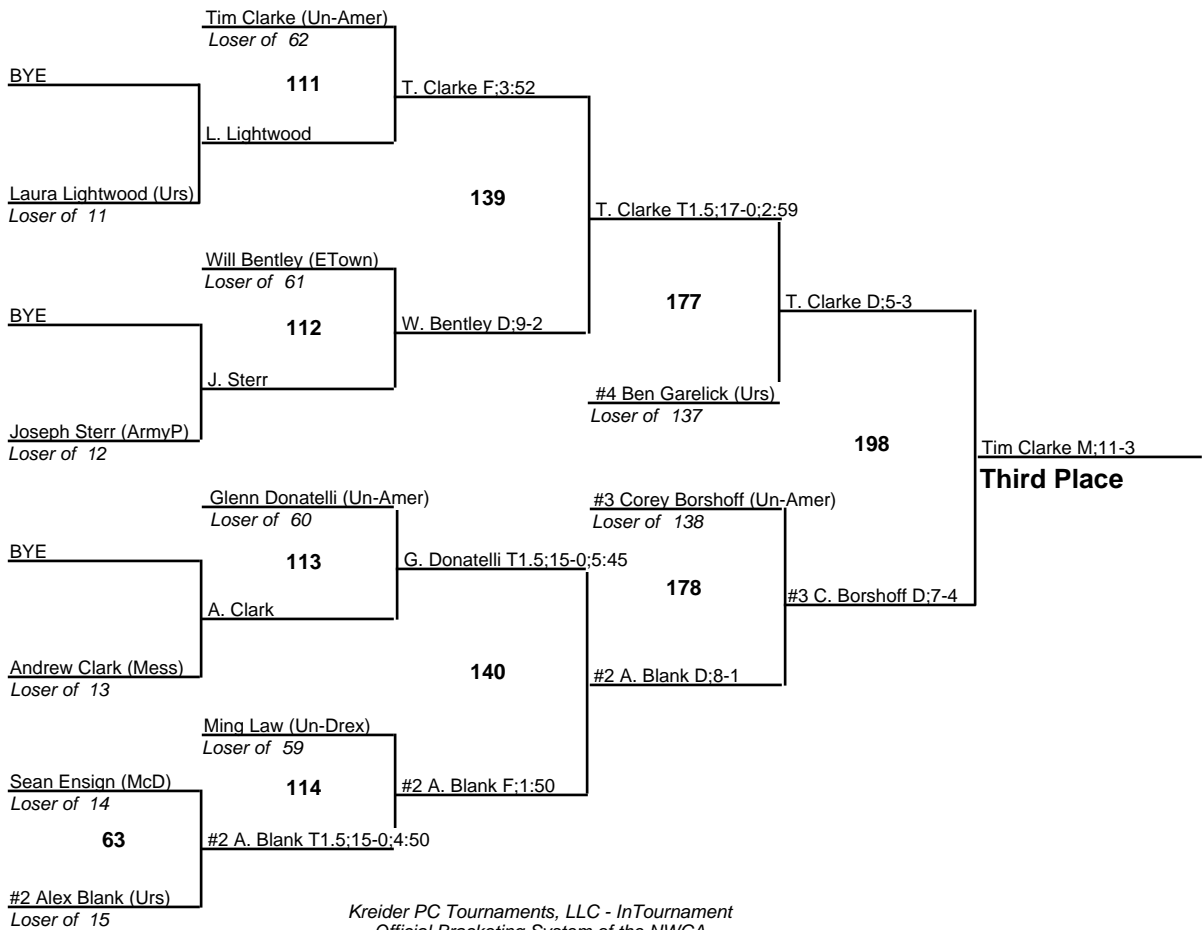 Tim Clarke (Un-Amer)
Loser of 62
BYE
111
T. Clarke F;3:52
L. Lightwood
Laura Lightwood (Urs)
Loser of 11
139
T. Clarke T1.5;17-0;2:59
Will Bentley (ETown)
Loser of 61
BYE
112
W. Bentley D;9-2
177
T. Clarke D;5-3
J. Sterr
#4 Ben Garelick (Urs)
Loser of 137
Joseph Sterr (ArmyP)
Loser of 12
198
Tim Clarke M;11-3
Third Place
Glenn Donatelli (Un-Amer)
Loser of 60
#3 Corey Borshoff (Un-Amer)
Loser of 138
BYE
113
G. Donatelli T1.5;15-0;5:45
178
#3 C. Borshoff D;7-4
A. Clark
Andrew Clark (Mess)
Loser of 13
140
#2 A. Blank D;8-1
Ming Law (Un-Drex)
Loser of 59
Sean Ensign (McD)
Loser of 14
114
#2 A. Blank F;1:50
63
#2 A. Blank T1.5;15-0;4:50
#2 Alex Blank (Urs)
Loser of 15
Kreider PC Tournaments, LLC - InTournament
Official Bracketing System of the NWCA